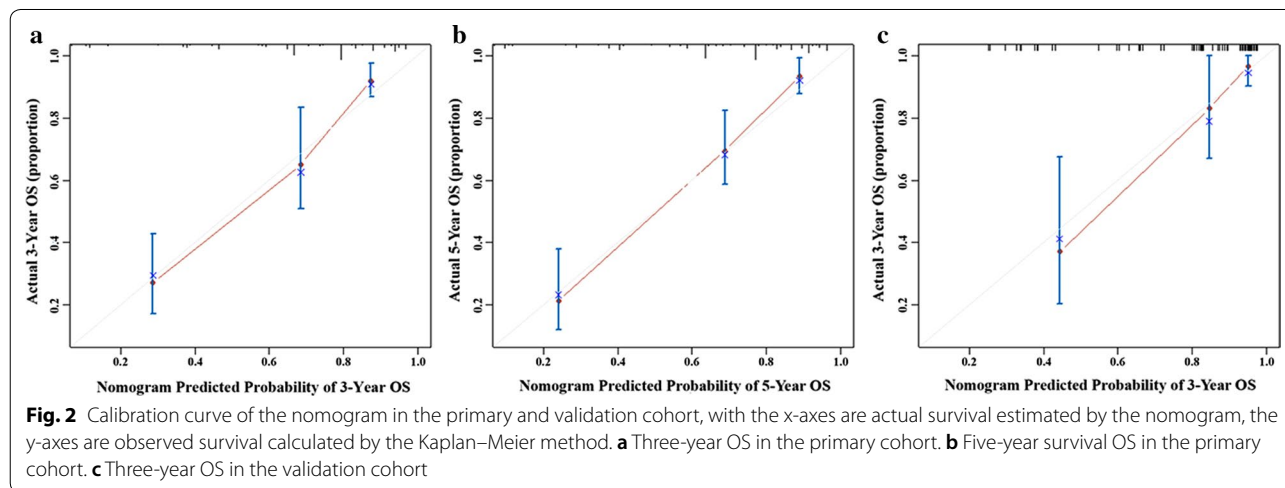 a
b
c
Actual 3-Year OS (proportion)
0.2 0.4 0.6 0.8 1.0
0.2 0.4 0.6 0.8 1.0
Nomogram Predicted Probability of 3-Year OS
Actual 5-Year OS (proportion)
0.2 0.4 0.6 0.8 1.0
0.2 0.4 0.6 0.8 1.0
Nomogram Predicted Probability of 5-Year OS
Actual 3-Year OS (proportion)
0.2 0.4 0.6 0.8 1.0
0.2 0.4 0.6 0.8 1.0
Nomogram Predicted Probability of 3-Year OS
Fig. 2 Calibration curve of the nomogram in the primary and validation cohort, with the x-axes are actual survival estimated by the nomogram, the
y-axes are observed survival calculated by the Kaplan–Meier method. a Three-year OS in the primary cohort. b Five-year survival OS in the primary
cohort. c Three-year OS in the validation cohort